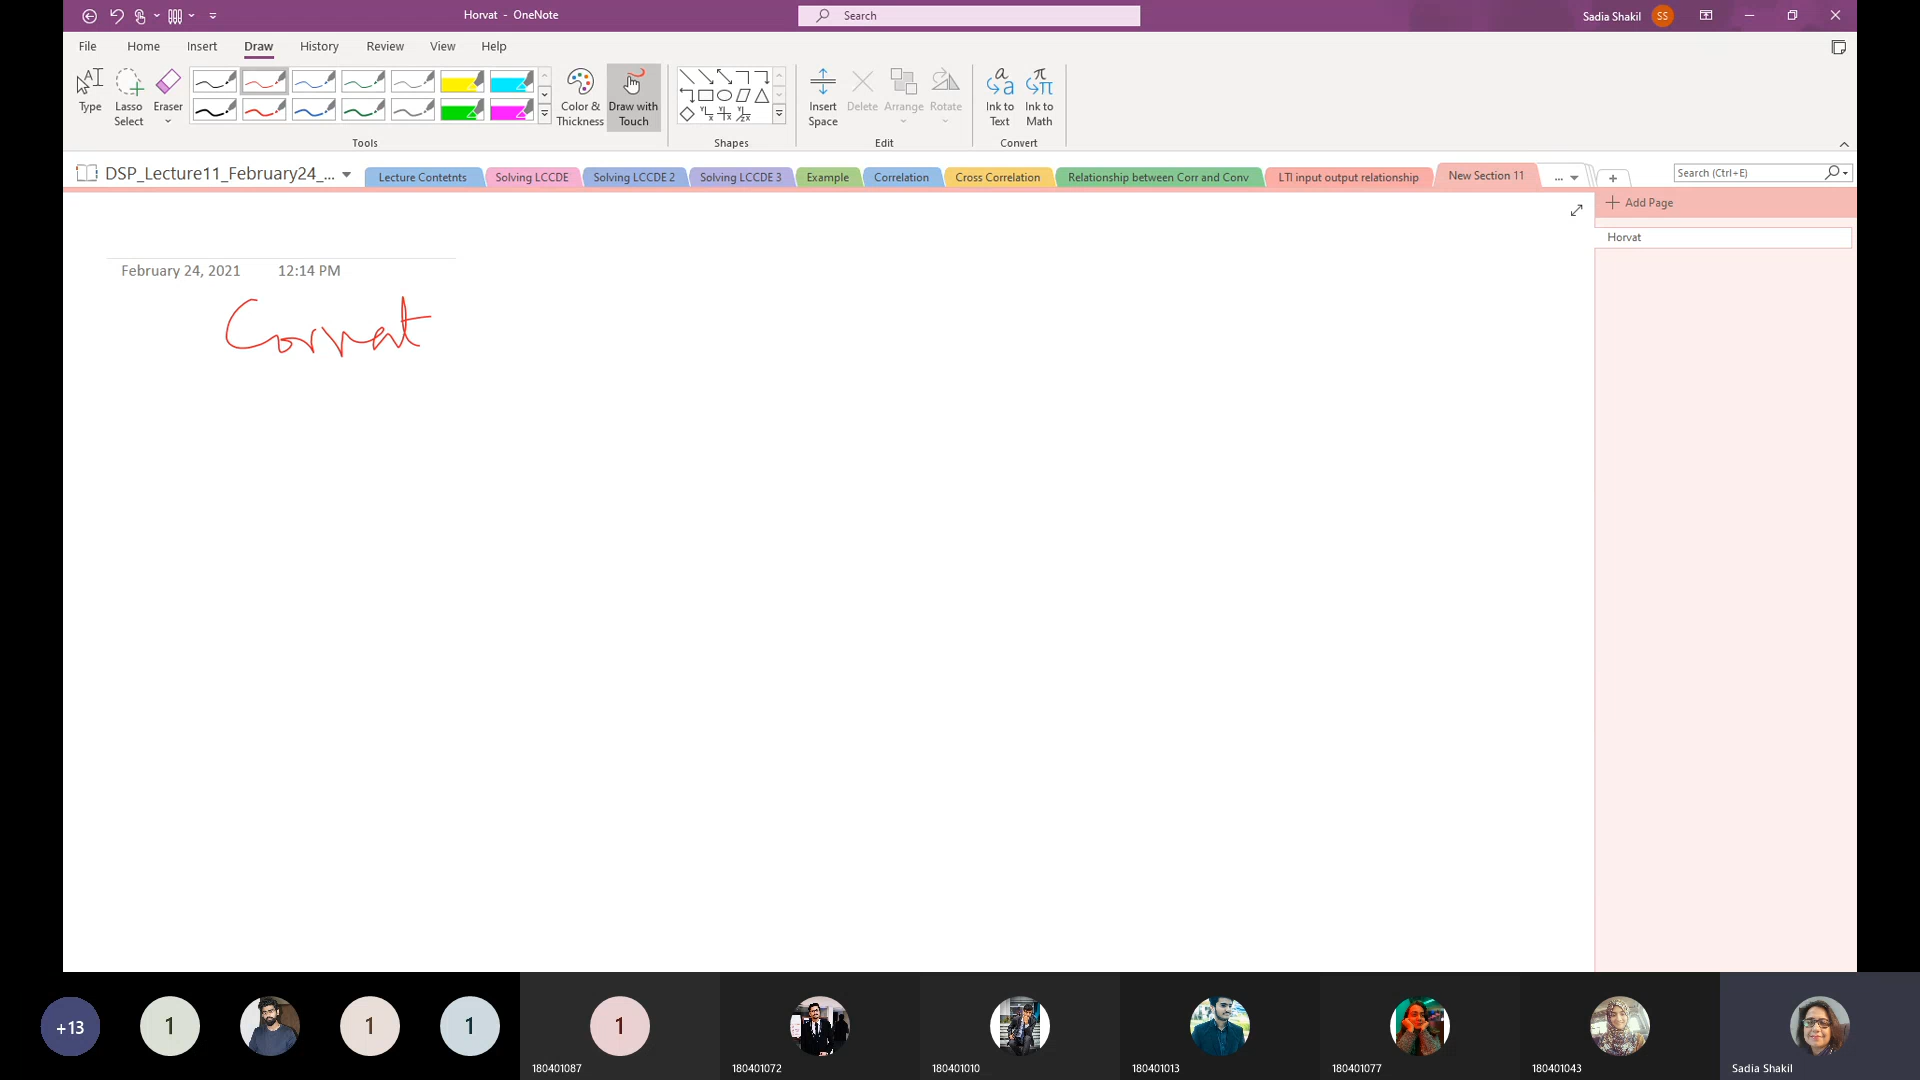 Horvat - OneNote
Search
Sadia Shakil
SS
File
Home
Insert
Draw
History
Review
View
Help
Type
Lasso
Select
Eraser
Color &
Thickness
Draw with
Touch
Insert
Space
Delete
Arrange
Rotate
Ink to
Text
Ink to
Math
Tools
Shapes
Edit
Convert
DSP_Lecture11_February24_...
Lecture Contetnts
Solving LCCDE
Solving LCCDE 2
Solving LCCDE 3
Example
Correlation
Cross Correlation
Relationship between Corr and Conv
LTI input output relationship
New Section 11
...
Search (Ctrl+E)
Add Page
Horvat
February 24, 2021
12:14 PM
+13
1
1
1
1
180401087
180401072
180401010
180401013
180401077
180401043
Sadia Shakil